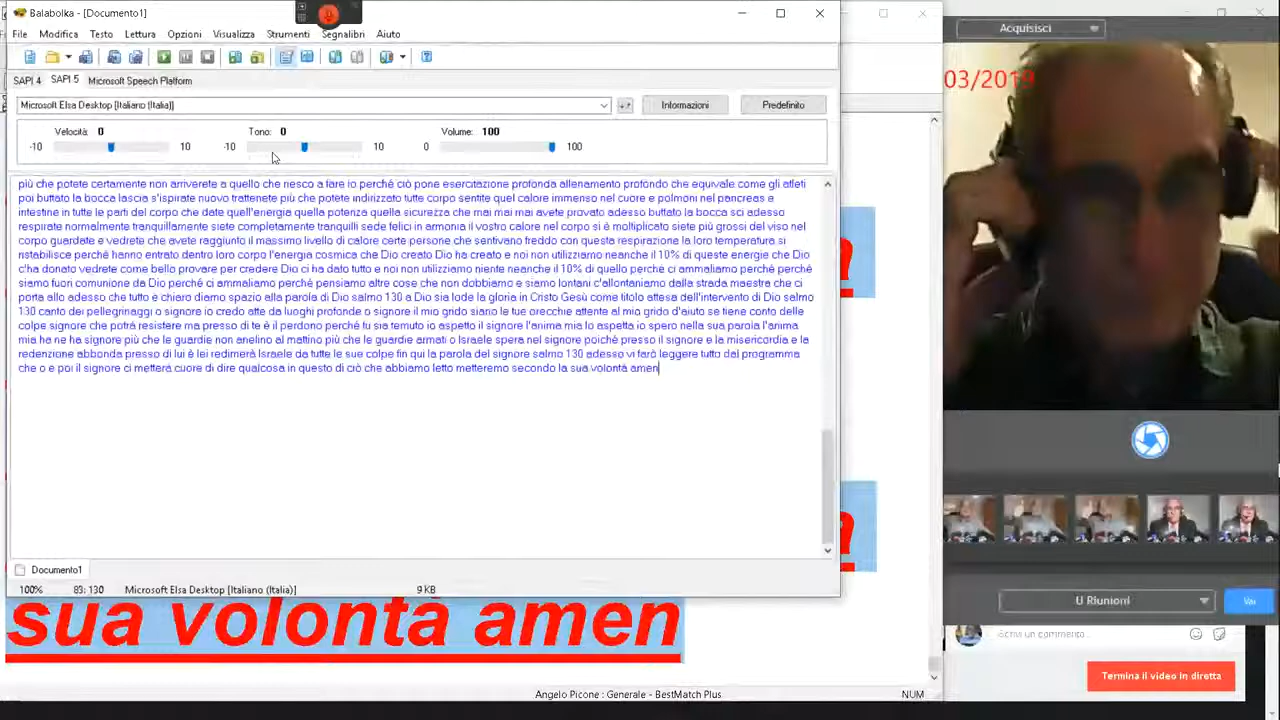 Balabolka - [Documento1]
File Modifica Testo Lettura Opzioni Visualizza Strumenti Segnalibri Aiuto
SAPI 4 SAPI 5 Microsoft Speech Platform
Microsoft Elsa Desktop [Italiano (Italia)] Informazioni Predefinito
Velocità: 0 Tono: 0 Volume: 100
-10 10 -10 10 0 100
più che potete certamente non arriverete a quello che riesco a fare io perché ciò pone esercitazione profonda allenamento profondo che equivale come gli atleti
poi buttato la bocca lascia s'ispirate nuovo trattenete più che potete indirizzato tutte corpo sentite quel calore immenso nel cuore e polmoni nel pancreas e
intestine in tutte le parti del corpo che date quell'energia quella potenza quella sicurezza che mai mai mai avete provato adesso buttato la bocca sci adesso
respirate normalmente tranquillamente siete completamente tranquilli sede felici in armonia il vostro calore nel corpo si è moltiplicato siete più grossi del viso nel
corpo guardate e vedrete che avete raggiunto il massimo livello di calore certe persone che sentivano freddo con questa respirazione la loro temperatura si
ristabilisce perché hanno entrato dentro loro corpo l'energia cosmica che Dio creato Dio ha creato e noi non utilizziamo neanche il 10% di queste energie che Dio
c'ha donato vedrete come bello provare per credere Dio ci ha dato tutto e noi non utilizziamo niente neanche il 10% di quello perché ci ammaliamo perché perché
siamo fuori comunione da Dio perché ci ammaliamo perché pensiamo altre cose che non dobbiamo e siamo lontani c'allontaniamo dalla strada maestra che ci
porta allo adesso che tutto e chiaro diamo spazio alla parola di Dio salmo 130 a Dio sia lode la gloria in Cristo Gesù come titolo attesa dell'intervento di Dio salmo
130 canto dei pellegrinaggi o signore io credo atte da luoghi profonde o signore il mio grido siano le tue orecchie attente al mio grido d'aiuto se tiene conto delle
colpe signore che potrà resistere ma presso di te è il perdono perché tu sia temuto io aspetto il signore l'anima mia lo aspetta io spero nella sua parola l'anima
mia ha ne ha signore più che le guardie non anelino al mattino più che le guardie armati o Israele spera nel signore poiché presso il signore e la misericordia e la
redenzione abbonda presso di lui è lei redimerà Israele da tutte le sue colpe fin qui la parola del signore salmo 130 adesso vi farò leggere tutto dal programma
che o e poi il signore ci metterà cuore di dire qualcosa in questo di ciò che abbiamo letto metteremo secondo la sua volontà amen
Documento1
100% 83: 130 Microsoft Elsa Desktop [Italiano (Italia)] 9 KB
sua volontà amen
Angelo Picone : Generale - BestMatch Plus NUM
Acquisisci
03/2019
U Riunioni Vai
Scrivi un commento...
Termina il video in diretta